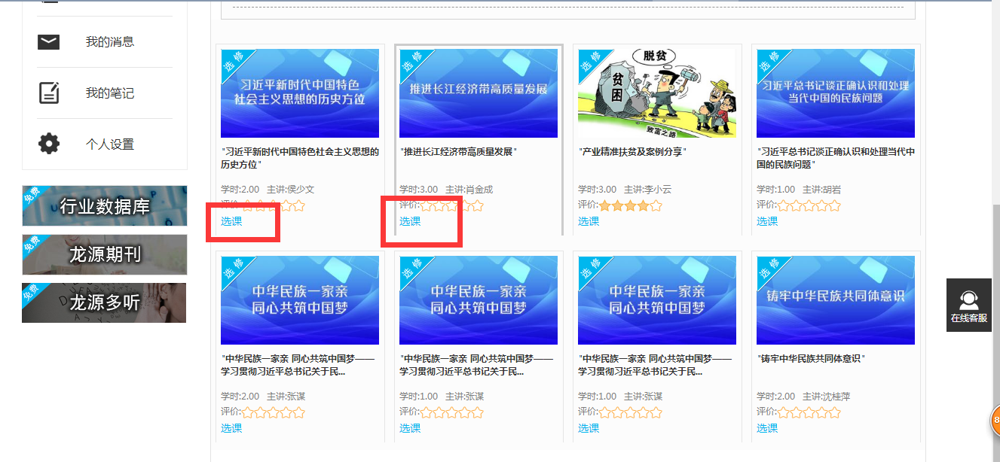 我的消息
我的笔记
个人设置
免费
行业数据库
免费
龙源期刊
免费
龙源多听
选修
习近平新时代中国特色
社会主义思想的历史方位
"习近平新时代中国特色社会主义思想的
历史方位"
学时:2.00 主讲:侯少文
评价:
选课
选修
推进长江经济带高质量发展
"推进长江经济带高质量发展"
学时:3.00 主讲:肖金成
评价:
选课
选修
脱贫
贫困
致富之路
"产业精准扶贫及案例分享"
学时:3.00 主讲:李小云
评价:
选课
选修
习近平总书记谈正确认识和处理
当代中国的民族问题
"习近平总书记谈正确认识和处理当代中
国的民族问题"
学时:1.00 主讲:胡岩
评价:
选课
选修
中华民族一家亲
同心共筑中国梦
"中华民族一家亲 同心共筑中国梦——
学习贯彻习近平总书记关于民...
学时:2.00 主讲:张谋
评价:
选课
选修
中华民族一家亲
同心共筑中国梦
"中华民族一家亲 同心共筑中国梦——
学习贯彻习近平总书记关于民...
学时:1.00 主讲:张谋
评价:
选课
选修
中华民族一家亲
同心共筑中国梦
"中华民族一家亲 同心共筑中国梦——
学习贯彻习近平总书记关于民...
学时:1.00 主讲:张谋
评价:
选课
选修
铸牢中华民族共同体意识
"铸牢中华民族共同体意识"
学时:2.00 主讲:沈桂萍
评价:
选课
在线客服
8